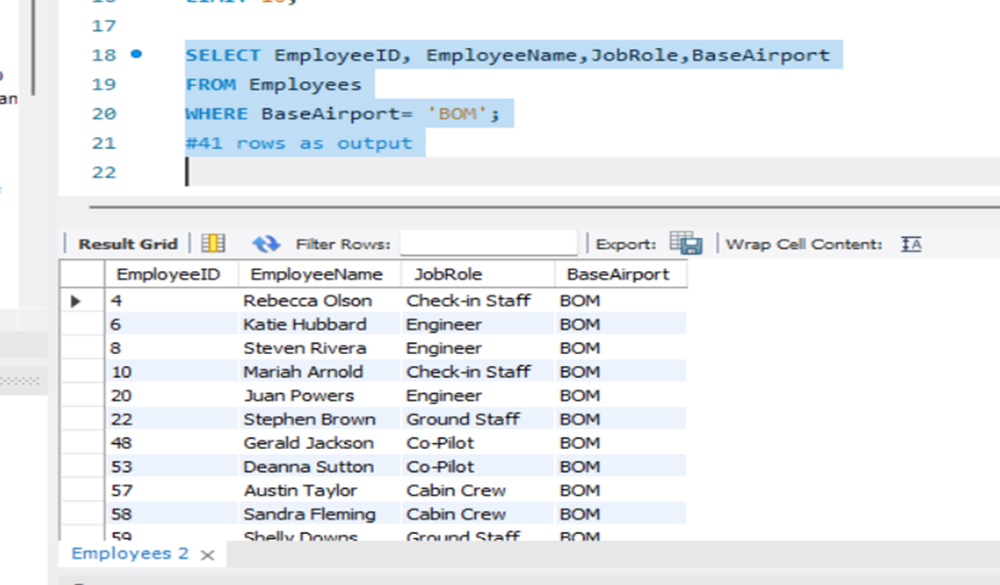 17
18 SELECT EmployeeID, EmployeeName,JobRole,BaseAirport
19 FROM Employees
20 WHERE BaseAirport= 'BOM';
21 #41 rows as output
22
Result Grid Filter Rows: Export: Wrap Cell Content:
EmployeeID EmployeeName JobRole BaseAirport
4 Rebecca Olson Check-in Staff BOM
6 Katie Hubbard Engineer BOM
8 Steven Rivera Engineer BOM
10 Mariah Arnold Check-in Staff BOM
20 Juan Powers Engineer BOM
22 Stephen Brown Ground Staff BOM
48 Gerald Jackson Co-Pilot BOM
53 Deanna Sutton Co-Pilot BOM
57 Austin Taylor Cabin Crew BOM
58 Sandra Fleming Cabin Crew BOM
59 Shelly Downs Ground Staff BOM
Employees 2